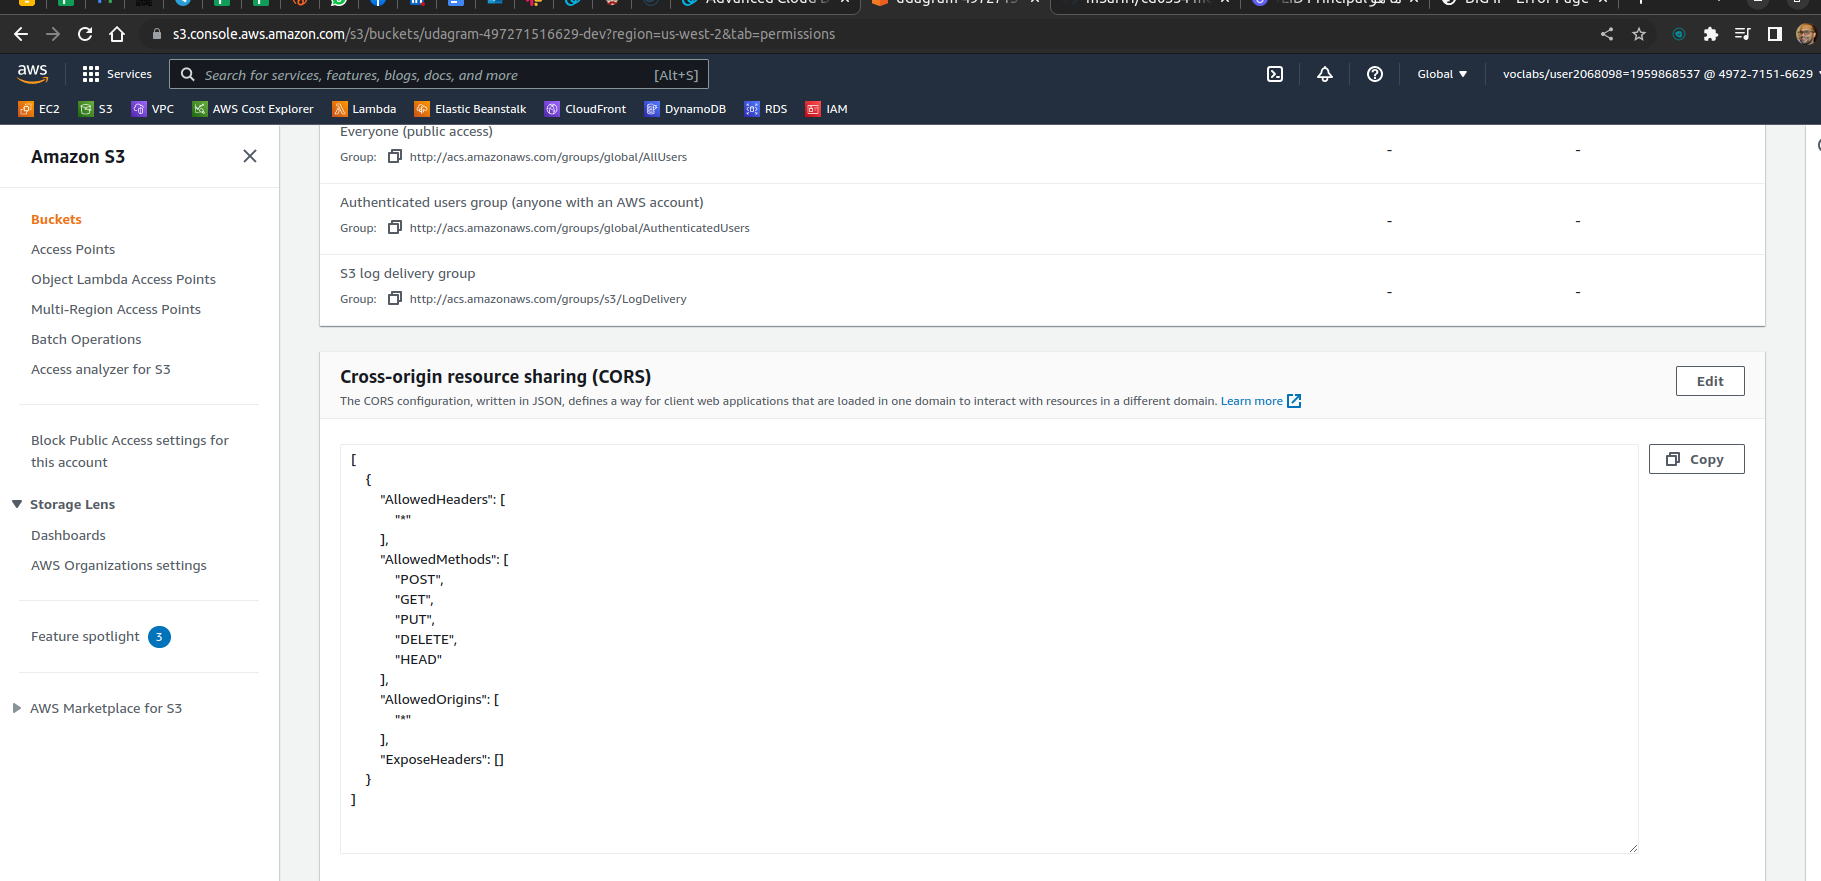 s3.console.aws.amazon.com/s3/buckets/udagram-497271516629-dev?region=us-west-2&tab=permissions
aws
Services
Search for services, features, blogs, docs, and more
[Alt+S]
Global
voclabs/user2068098=1959868537 @ 4972-7151-6629
EC2
S3
VPC
AWS Cost Explorer
Lambda
Elastic Beanstalk
CloudFront
DynamoDB
RDS
IAM
Amazon S3
Buckets
Access Points
Object Lambda Access Points
Multi-Region Access Points
Batch Operations
Access analyzer for S3
Block Public Access settings for
this account
Storage Lens
Dashboards
AWS Organizations settings
Feature spotlight 3
AWS Marketplace for S3
Everyone (public access)
Group: http://acs.amazonaws.com/groups/global/AllUsers
- -
Authenticated users group (anyone with an AWS account)
Group: http://acs.amazonaws.com/groups/global/AuthenticatedUsers
- -
S3 log delivery group
Group: http://acs.amazonaws.com/groups/s3/LogDelivery
- -
Cross-origin resource sharing (CORS)
Edit
The CORS configuration, written in JSON, defines a way for client web applications that are loaded in one domain to interact with resources in a different domain. Learn more
Copy
[
{
"AllowedHeaders": [
"*"
],
"AllowedMethods": [
"POST",
"GET",
"PUT",
"DELETE",
"HEAD"
],
"AllowedOrigins": [
"*"
],
"ExposeHeaders": []
}
]